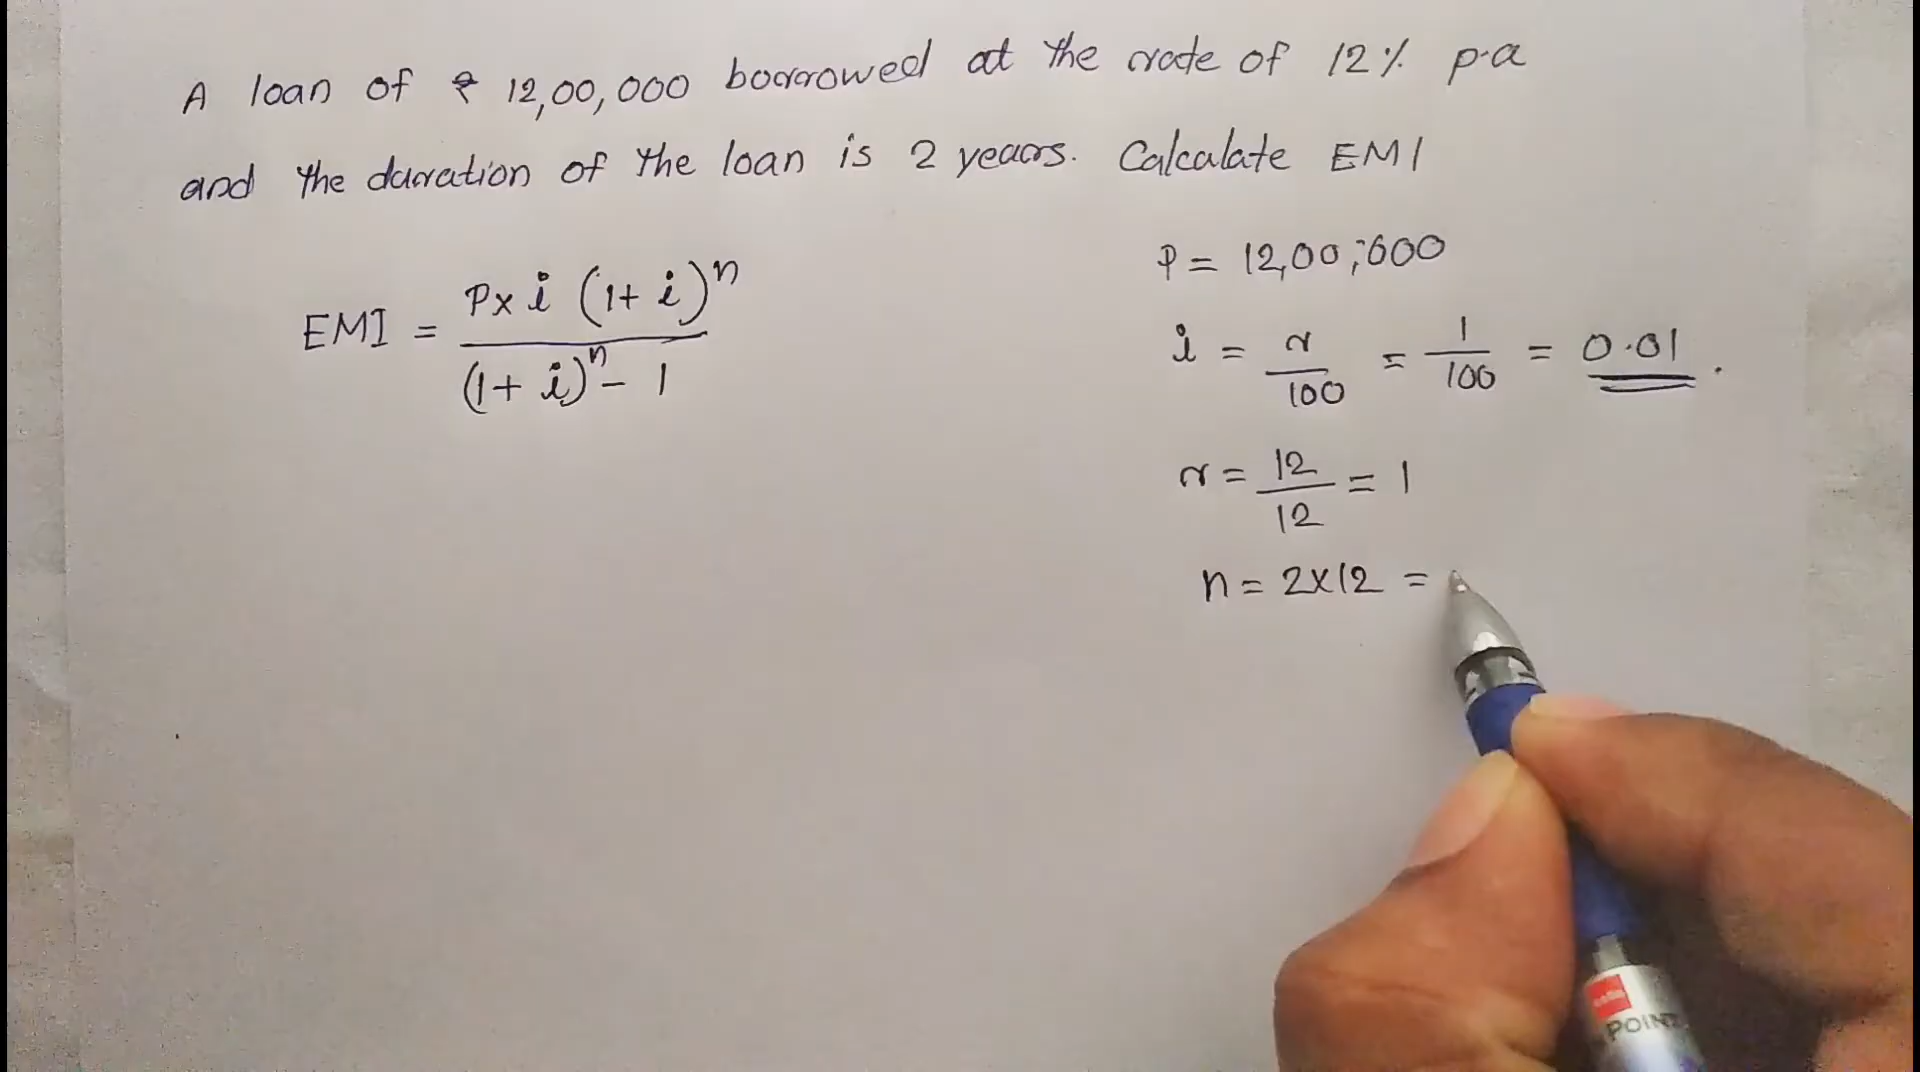 A loan of ₹ 12,00,000 borrowed at the rate of 12% p.a
and the duration of the loan is 2 years. Calculate EMI
EMI = P x i (1 + i)^n / (1 + i)^n - 1
P = 12,00,000
i = r/100 = 1/100 = 0.01.
r = 12/12 = 1
n = 2x12 =
cello
POINT